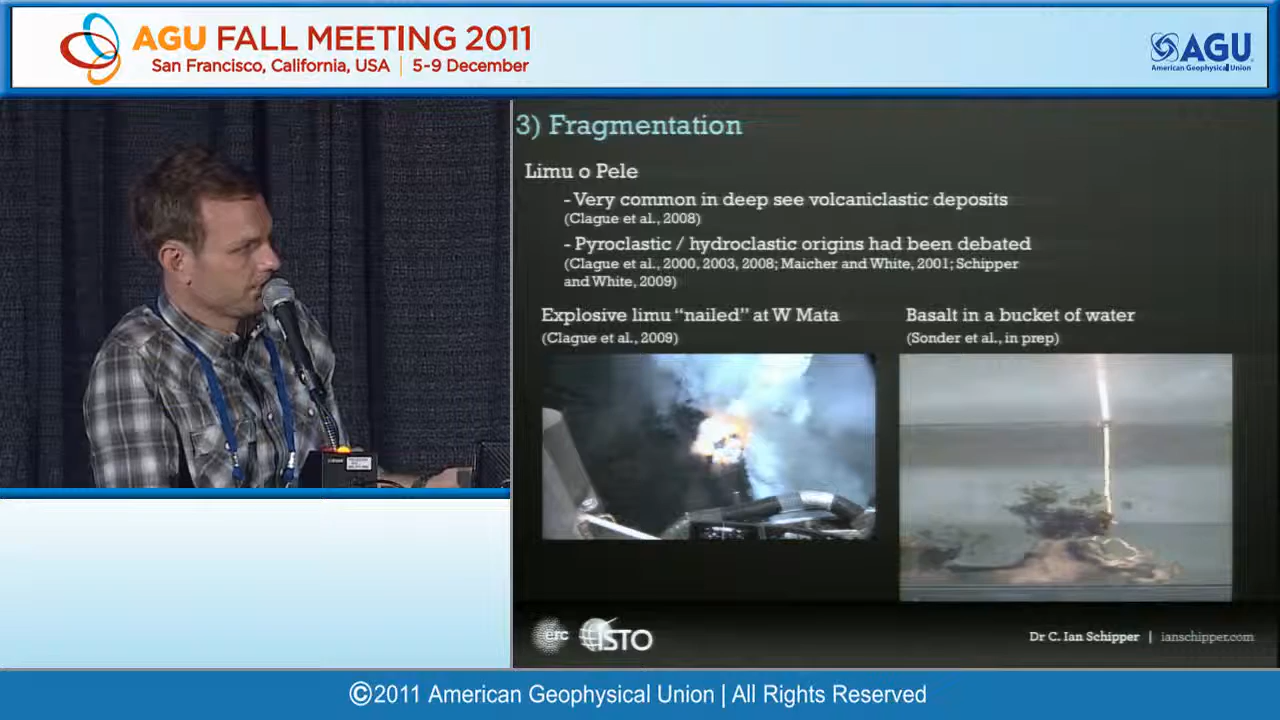 AGU FALL MEETING 2011
San Francisco, California, USA | 5-9 December
AGU
American Geophysical Union
3) Fragmentation
Limu o Pele
- Very common in deep see volcaniclastic deposits
(Clague et al., 2008)
- Pyroclastic / hydroclastic origins had been debated
(Clague et al., 2000, 2003, 2008; Maicher and White, 2001; Schipper
and White, 2009)
Explosive limu “nailed” at W Mata
(Clague et al., 2009)
Basalt in a bucket of water
(Sonder et al., in prep)
erc
ISTO
Dr C. Ian Schipper | ianschipper.com
©2011 American Geophysical Union | All Rights Reserved